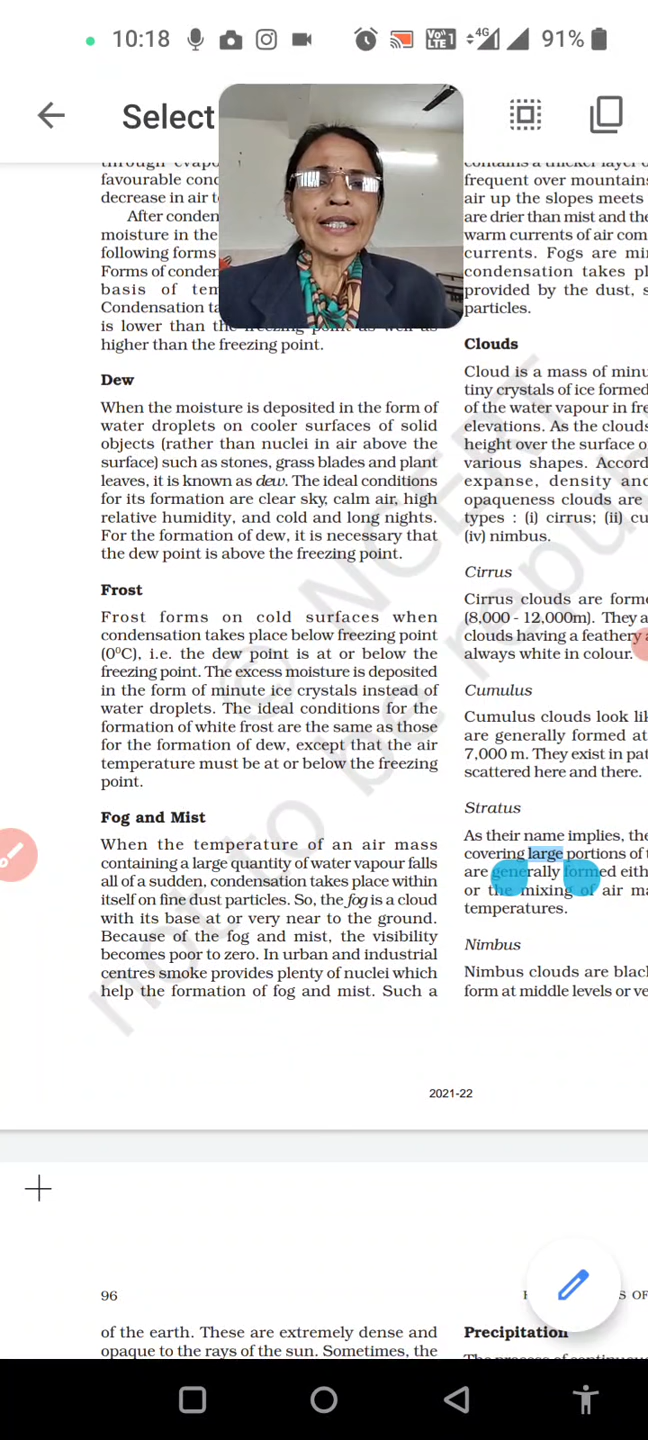 10:18
Vo))
LTE 1
4G
91%
Select
favourable conc
decrease in air t
After conden
moisture in the
following forms
Forms of conden
basis of tem
Condensation ta
is lower than the freezing point as well as
higher than the freezing point.
Dew
When the moisture is deposited in the form of
water droplets on cooler surfaces of solid
objects (rather than nuclei in air above the
surface) such as stones, grass blades and plant
leaves, it is known as dew. The ideal conditions
for its formation are clear sky, calm air, high
relative humidity, and cold and long nights.
For the formation of dew, it is necessary that
the dew point is above the freezing point.
Frost
Frost forms on cold surfaces when
condensation takes place below freezing point
(0°C), i.e. the dew point is at or below the
freezing point. The excess moisture is deposited
in the form of minute ice crystals instead of
water droplets. The ideal conditions for the
formation of white frost are the same as those
for the formation of dew, except that the air
temperature must be at or below the freezing
point.
Fog and Mist
When the temperature of an air mass
containing a large quantity of water vapour falls
all of a sudden, condensation takes place within
itself on fine dust particles. So, the fog is a cloud
with its base at or very near to the ground.
Because of the fog and mist, the visibility
becomes poor to zero. In urban and industrial
centres smoke provides plenty of nuclei which
help the formation of fog and mist. Such a
contains a thicker layer o
frequent over mountains
air up the slopes meets
are drier than mist and the
warm currents of air com
currents. Fogs are mi
condensation takes pl
provided by the dust, s
particles.
Clouds
Cloud is a mass of minu
tiny crystals of ice formed
of the water vapour in fre
elevations. As the clouds
height over the surface o
various shapes. Accord
expanse, density and
opaqueness clouds are
types : (i) cirrus; (ii) cu
(iv) nimbus.
Cirrus
Cirrus clouds are forme
(8,000 - 12,000m). They a
clouds having a feathery a
always white in colour.
Cumulus
Cumulus clouds look lik
are generally formed at
7,000 m. They exist in pat
scattered here and there.
Stratus
As their name implies, the
covering large portions of t
are generally formed eith
or the mixing of air ma
temperatures.
Nimbus
Nimbus clouds are blac
form at middle levels or ve
© NCERT
not to be republ
2021-22
96
S OF
of the earth. These are extremely dense and
opaque to the rays of the sun. Sometimes, the
Precipitation